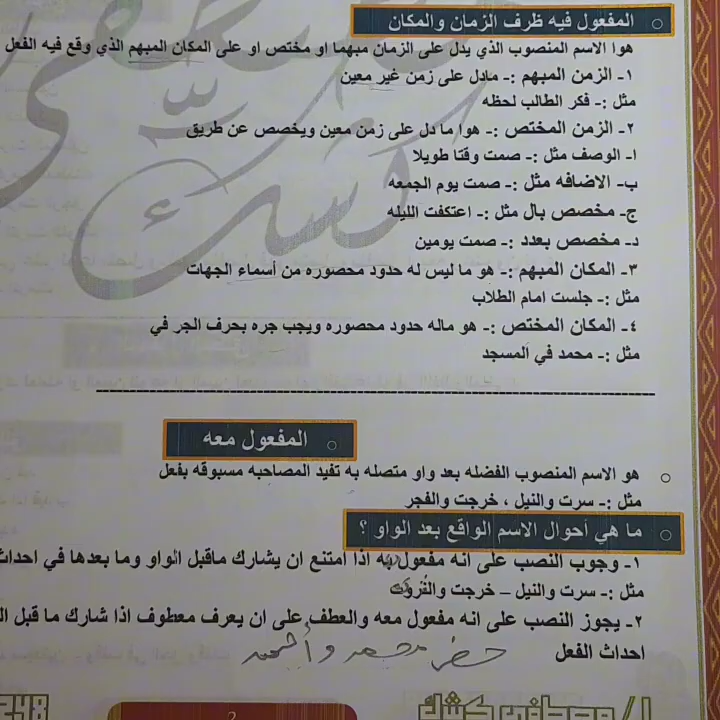 ○ المفعول فيه ظرف الزمان والمكان
هوا الاسم المنصوب الذي يدل على الزمان مبهما او مختص او على المكان المبهم الذي وقع فيه الفعل
١- الزمن المبهم :- مادل على زمن غير معين
مثل :- فكر الطالب لحظه
٢- الزمن المختص :- هوا ما دل على زمن معين ويخصص عن طريق
ا- الوصف مثل :- صمت وقتا طويلا
ب- الاضافه مثل :- صمت يوم الجمعه
ج- مخصص بال مثل :- اعتكفت الليله
د- مخصص بعدد :- صمت يومين
٣- المكان المبهم :- هو ما ليس له حدود محصوره من أسماء الجهات
مثل :- جلست امام الطلاب
٤- المكان المختص :- هو ماله حدود محصوره ويجب جره بحرف الجر في
مثل :- محمد في المسجد
○ المفعول معه
○ هو الاسم المنصوب الفضله بعد واو متصله به تفيد المصاحبه مسبوقه بفعل
مثل :- سرت والنيل ، خرجت والفجر
○ ما هي أحوال الاسم الواقع بعد الواو ؟
١- وجوب النصب على انه مفعول به اذا امتنع ان يشارك ماقبل الواو وما بعدها في احداث
مثل :- سرت والنيل – خرجت والغروب
٢- يجوز النصب على انه مفعول معه والعطف على ان يعرف معطوف اذا شارك ما قبل
احداث الفعل حضر محمد وأحمد
أ / مصطفى كشك
2